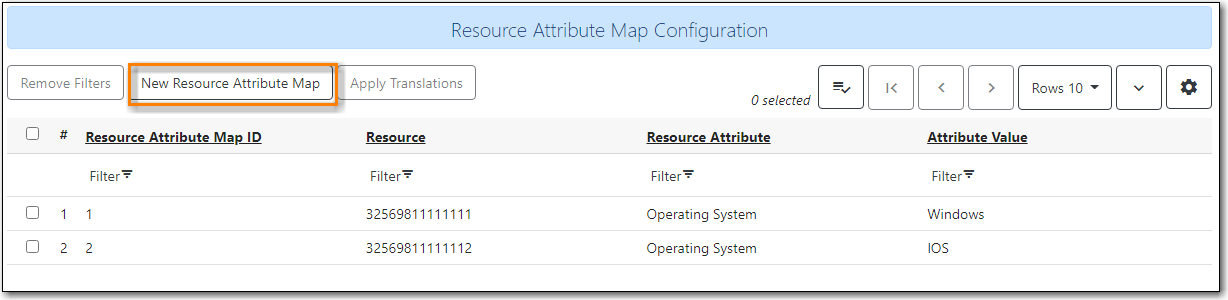 Resource Attribute Map Configuration
Remove Filters New Resource Attribute Map Apply Translations
0 selected Rows 10
# Resource Attribute Map ID Resource Resource Attribute Attribute Value
Filter Filter Filter Filter
1 1 32569811111111 Operating System Windows
2 2 32569811111112 Operating System IOS